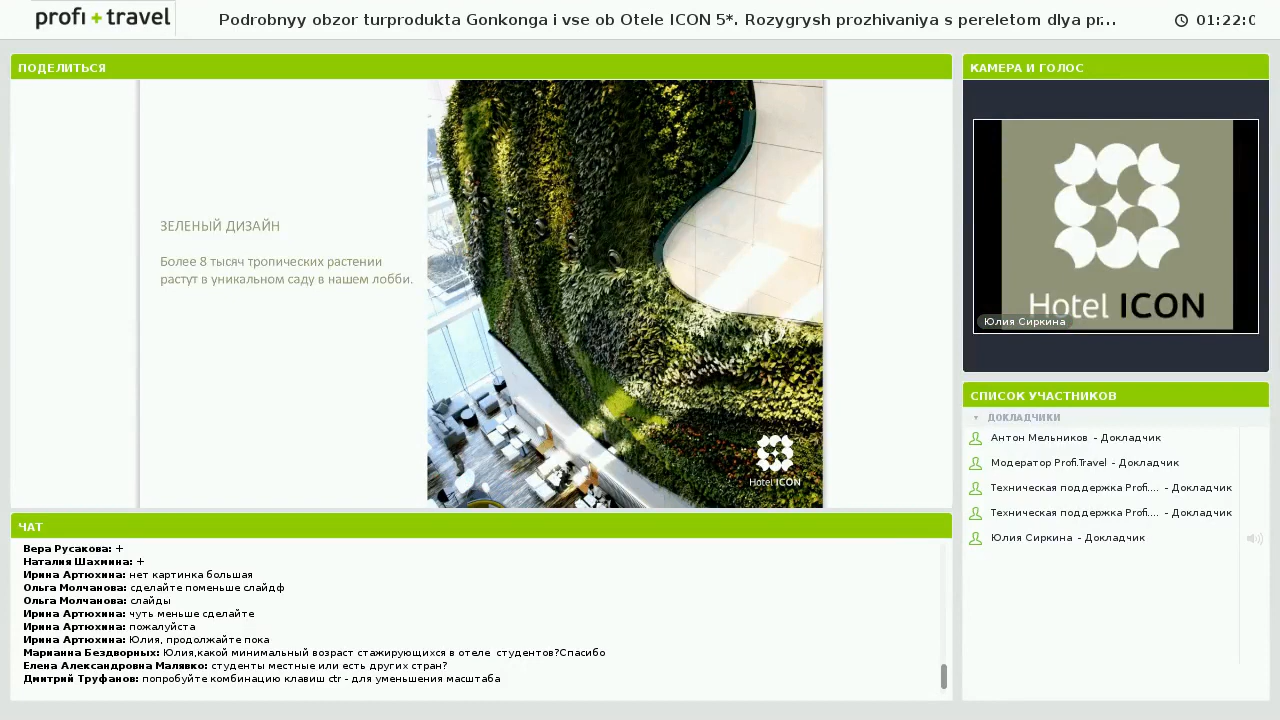 profi + travel
Podrobnyy obzor turprodukta Gonkonga i vse ob Otele ICON 5*. Rozygrysh prozhivaniya s pereletom dlya pr...
01:22:0
ПОДЕЛИТЬСЯ
ЗЕЛЕНЫЙ ДИЗАЙН
Более 8 тысяч тропических растении
растут в уникальном саду в нашем лобби.
Hotel ICON
КАМЕРА И ГОЛОС
Hotel ICON
Юлия Сиркина
СПИСОК УЧАСТНИКОВ
ДОКЛАДЧИКИ
Антон Мельников - Докладчик
Модератор Profi.Travel - Докладчик
Техническая поддержка Profi.... - Докладчик
Техническая поддержка Profi.... - Докладчик
Юлия Сиркина - Докладчик
ЧАТ
Вера Русакова: +
Наталия Шахмина: +
Ирина Артюхина: нет картинка большая
Ольга Молчанова: сделайте поменьше слайдф
Ольга Молчанова: слайды
Ирина Артюхина: чуть меньше сделайте
Ирина Артюхина: пожалуйста
Ирина Артюхина: Юлия, продолжайте пока
Марианна Бездворных: Юлия,какой минимальный возраст стажирующихся в отеле студентов?Спасибо
Елена Александровна Малявко: студенты местные или есть других стран?
Дмитрий Труфанов: попробуйте комбинацию клавиш ctr - для уменьшения масштаба